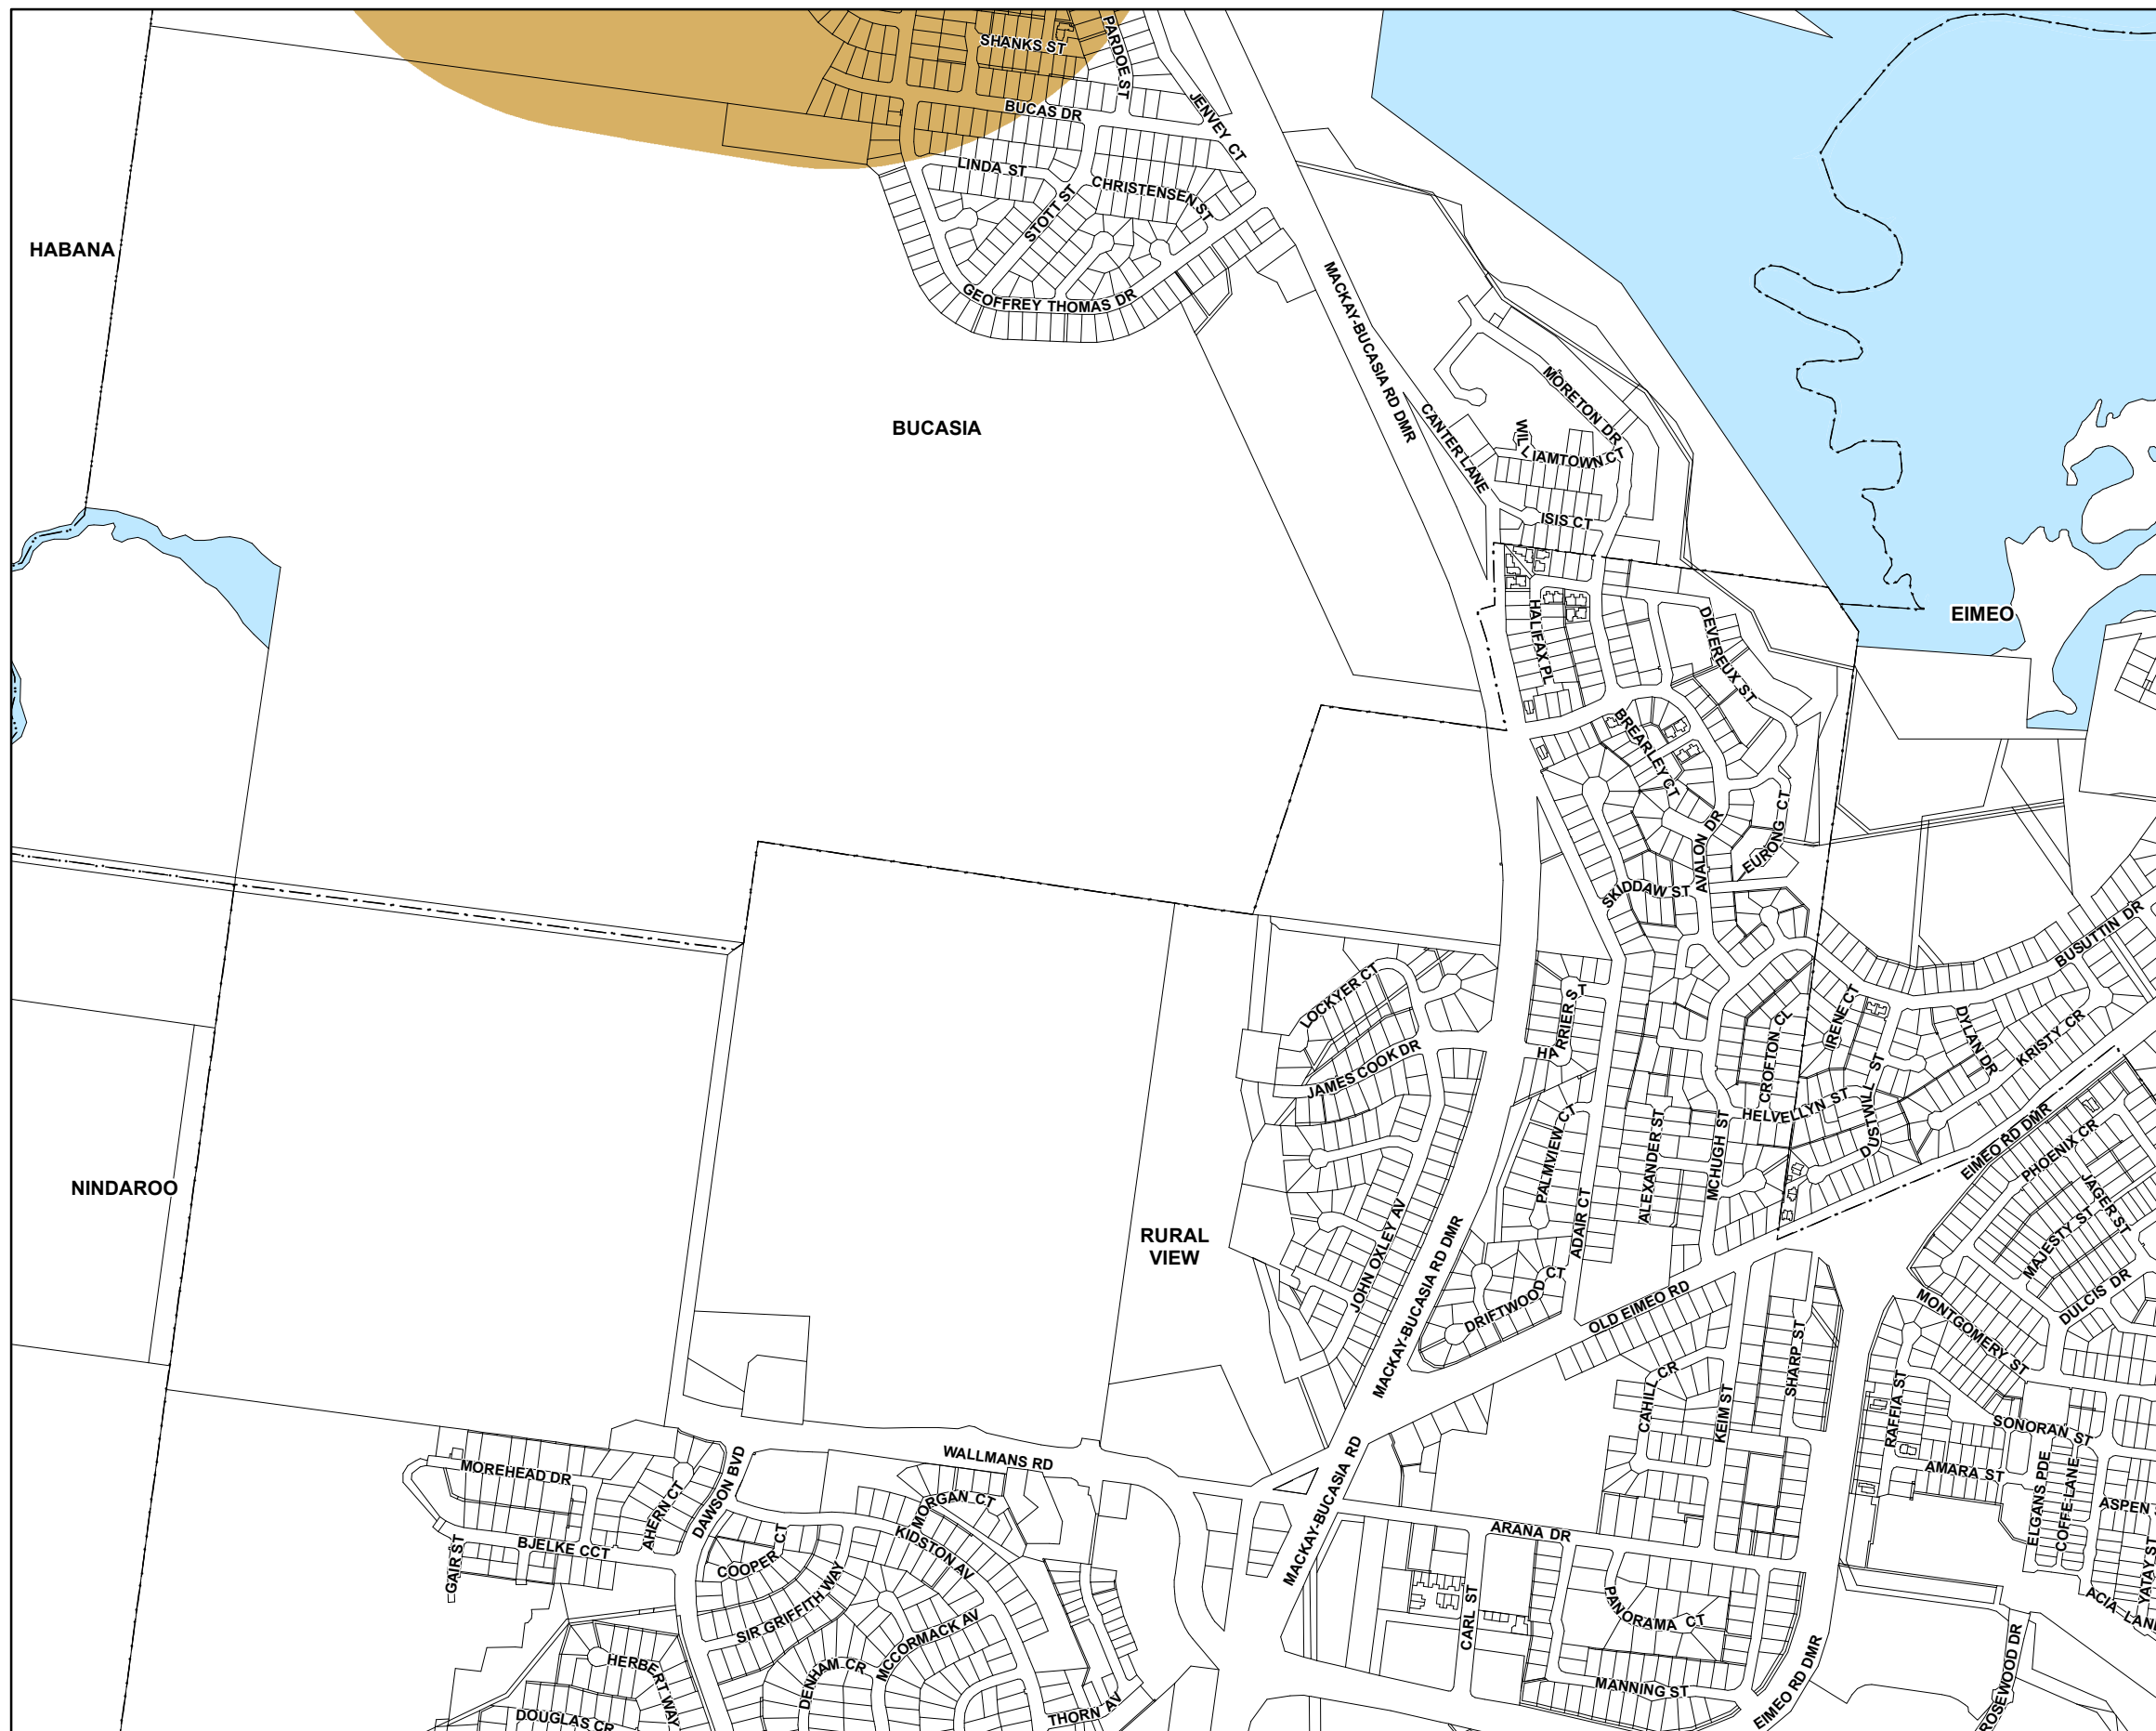 SHANKS ST
PARDOE ST
BUCAS DR
JENVEY CT
LINDA ST
CHRISTENSEN ST
STOTT ST
HABANA
GEOFFREY THOMAS DR
MACKAY-BUCASIA RD DMR
BUCASIA
MORETON DR
CANTER LANE
WILLIAMTOWN CT
ISIS CT
EIMEO
HALIFAX PL
DEVEREUX ST
BREARLEY CT
AVALON DR
EURONG CT
SKIDDAW ST
BUSUTTIN DR
LOCKYER CT
HARRIER ST
IRENE CT
DYLAN DR
KRISTY CR
JAMES COOK DR
CROFTON CL
HELVELLYN ST
DUSTWILL ST
EIMEO RD DMR
PHOENIX CR
PALMVIEW CT
ALEXANDER ST
MCHUGH ST
NINDAROO
JAGER ST
MAJESTY ST
RURAL
VIEW
JOHN OXLEY AV
ADAIR CT
MACKAY-BUCASIA RD DMR
DRIFTWOOD CT
OLD EIMEO RD
DULCIS DR
MONTGOMERY ST
SHARP ST
CAHILL CR
KEIM ST
RAFFIA ST
SONORAN ST
WALLMANS RD
MOREHEAD DR
AHERN CT
DAWSON BVD
MORGAN CT
MACKAY-BUCASIA RD
AMARA ST
ELGANS PDE
COFFE LANE
ASPEN
ARANA DR
KIDSTON AV
BJELKE CCT
GAIR ST
COOPER CT
SIR GRIFFITH WAY
YATAY ST
ACIA LANE
PANORAMA CT
CARL ST
MCCORMACK AV
DENHAM CR
HERBERT WAY
MANNING ST
EIMEO RD DMR
ROSEWOOD DR
THORN AV
DOUGLAS CR